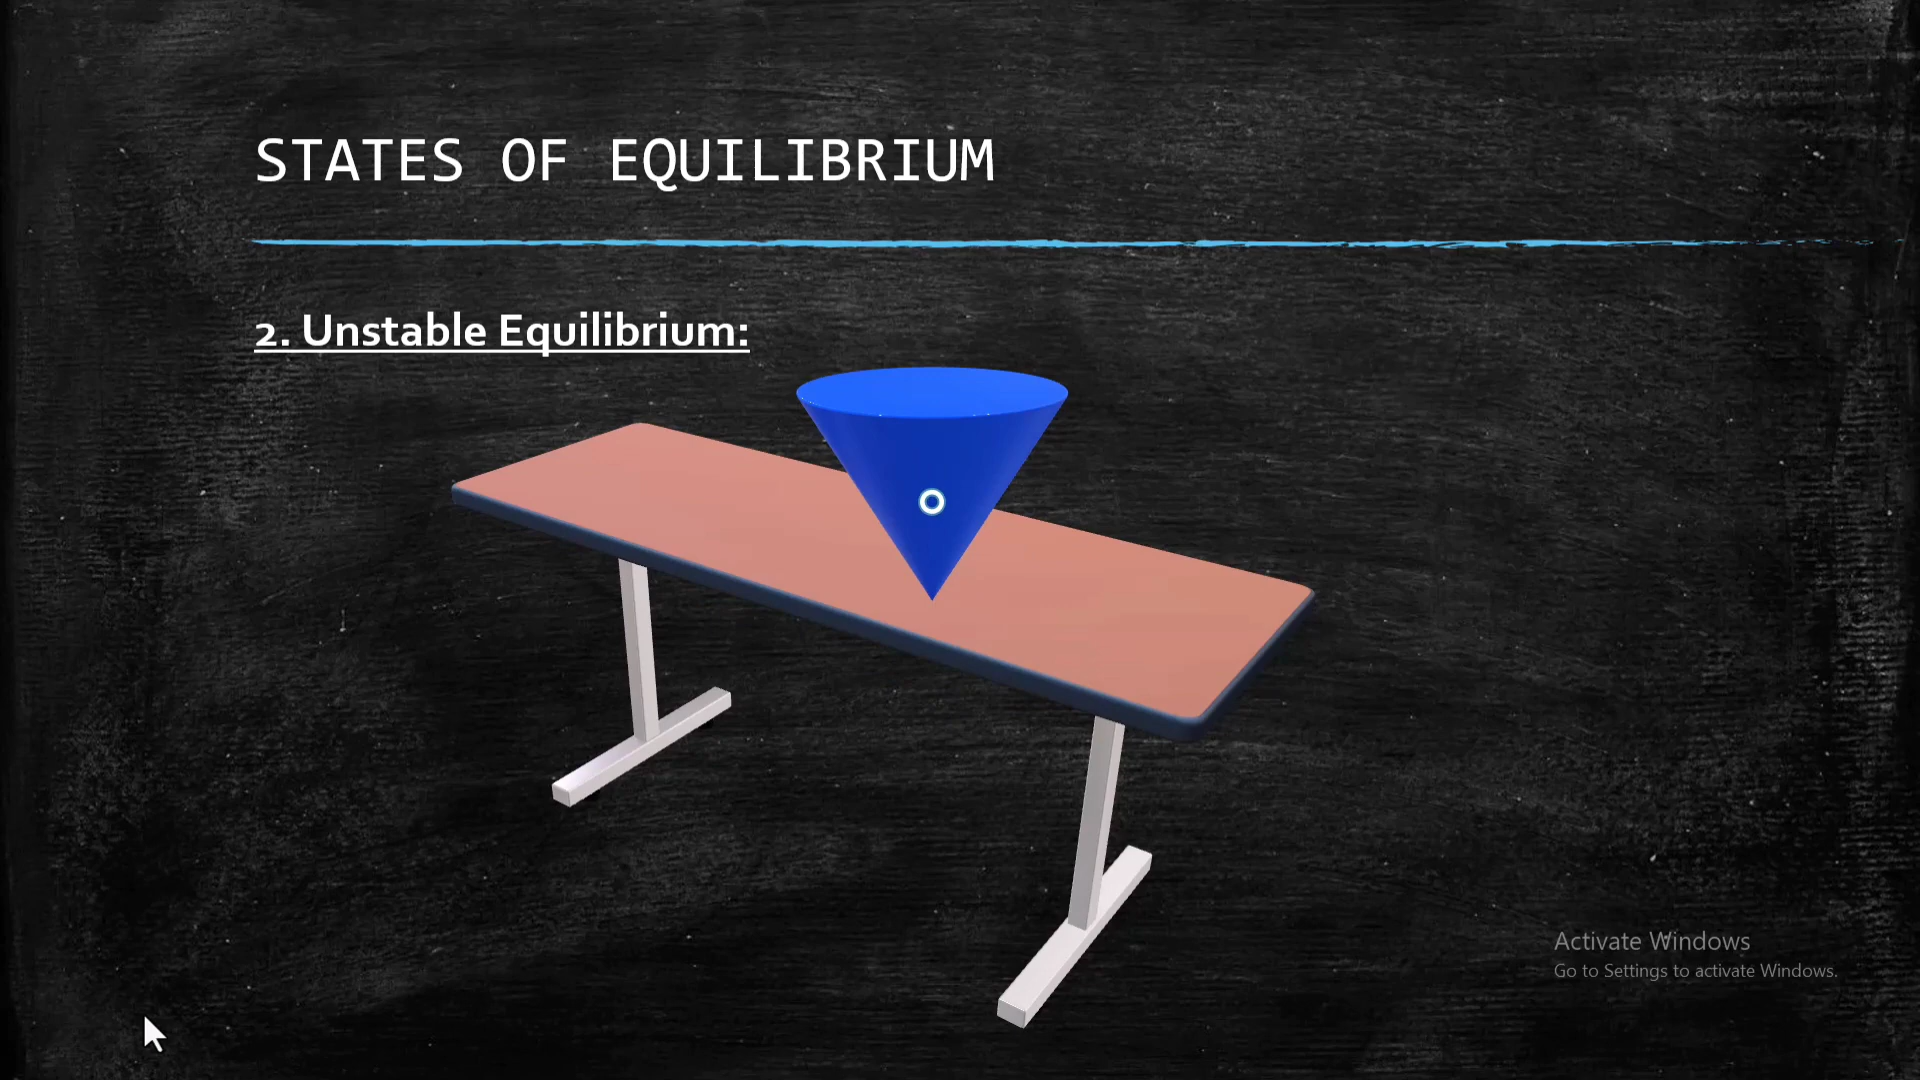 STATES OF EQUILIBRIUM
2. Unstable Equilibrium:
Activate Windows
Go to Settings to activate Windows.